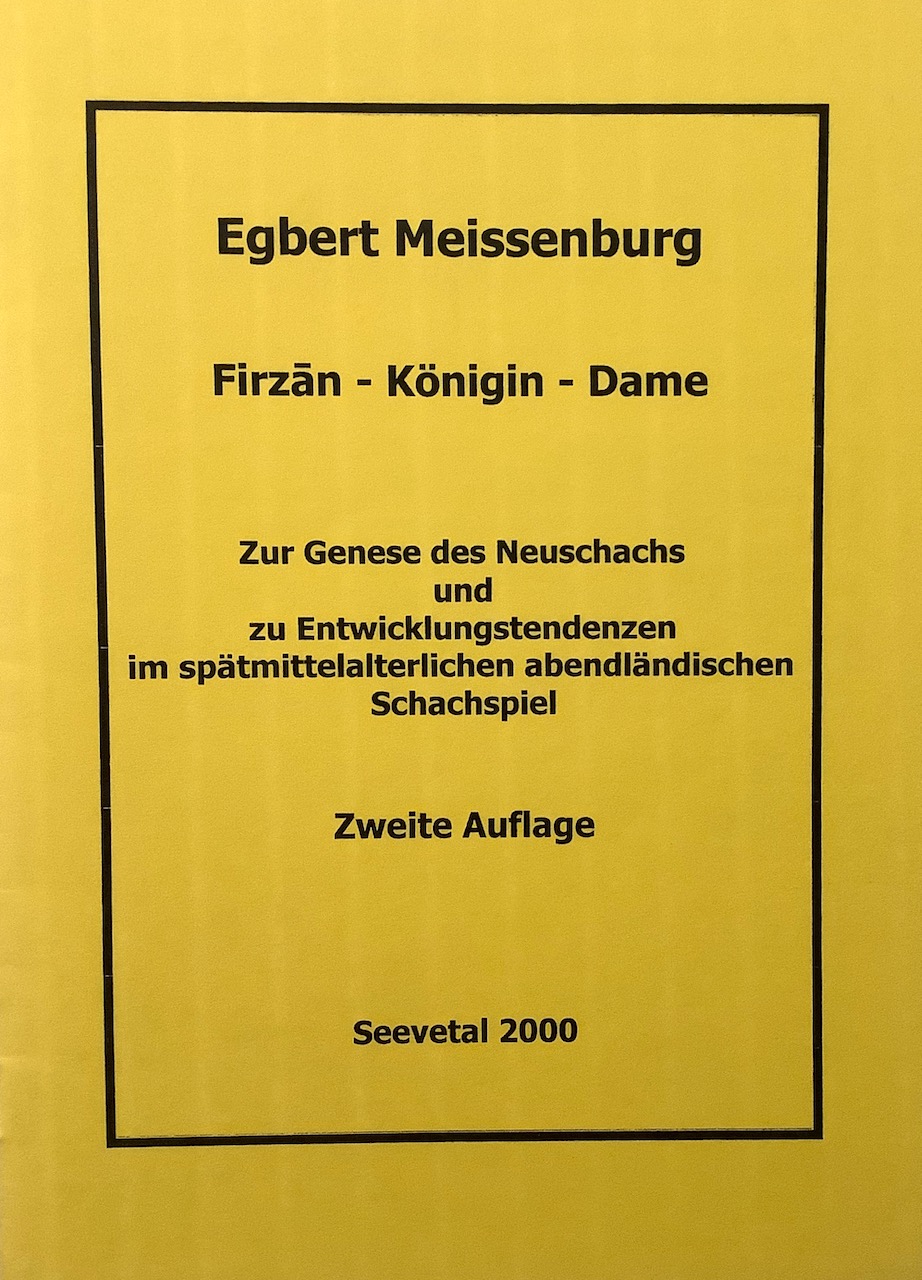 Egbert Meissenburg
Firzān - Königin - Dame
Zur Genese des Neuschachs
und
zu Entwicklungstendenzen
im spätmittelalterlichen abendländischen
Schachspiel
Zweite Auflage
Seevetal 2000